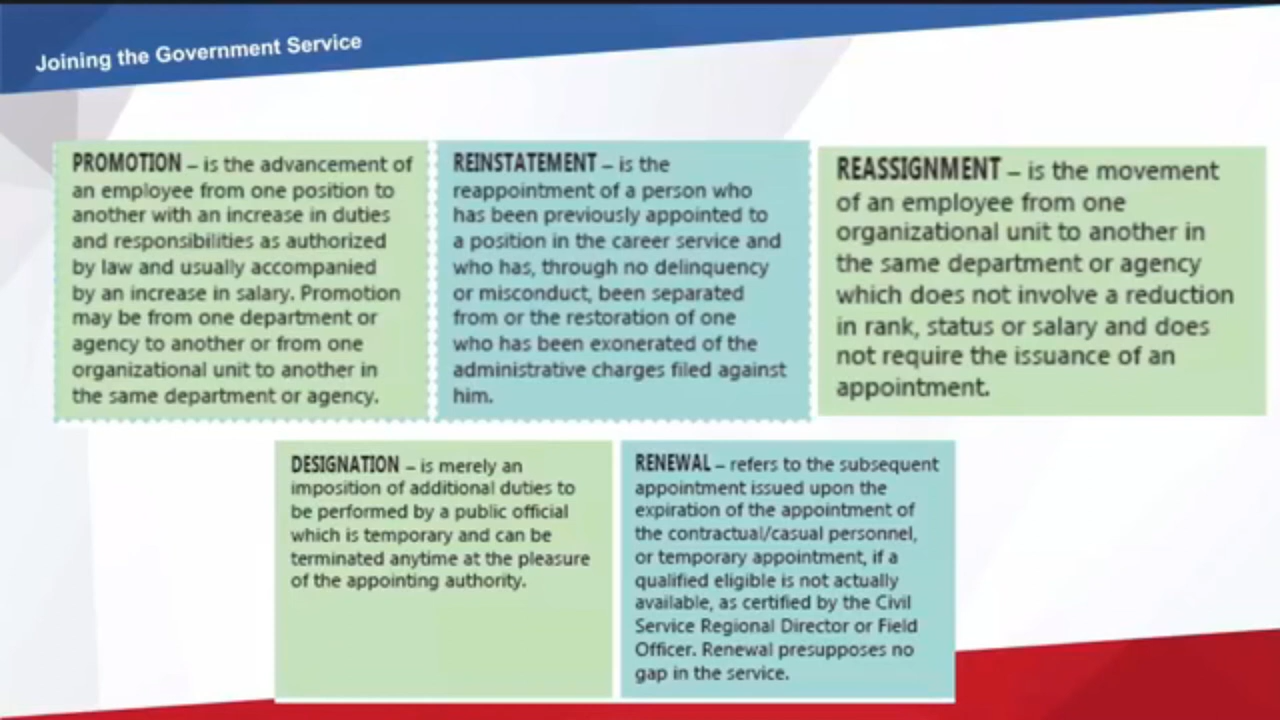 Joining the Government Service
PROMOTION – is the advancement of
an employee from one position to
another with an increase in duties
and responsibilities as authorized
by law and usually accompanied
by an increase in salary. Promotion
may be from one department or
agency to another or from one
organizational unit to another in
the same department or agency.
REINSTATEMENT – is the
reappointment of a person who
has been previously appointed to
a position in the career service and
who has, through no delinquency
or misconduct, been separated
from or the restoration of one
who has been exonerated of the
administrative charges filed against
him.
REASSIGNMENT – is the movement
of an employee from one
organizational unit to another in
the same department or agency
which does not involve a reduction
in rank, status or salary and does
not require the issuance of an
appointment.
DESIGNATION – is merely an
imposition of additional duties to
be performed by a public official
which is temporary and can be
terminated anytime at the pleasure
of the appointing authority.
RENEWAL – refers to the subsequent
appointment issued upon the
expiration of the appointment of
the contractual/casual personnel,
or temporary appointment, if a
qualified eligible is not actually
available, as certified by the Civil
Service Regional Director or Field
Officer. Renewal presupposes no
gap in the service.